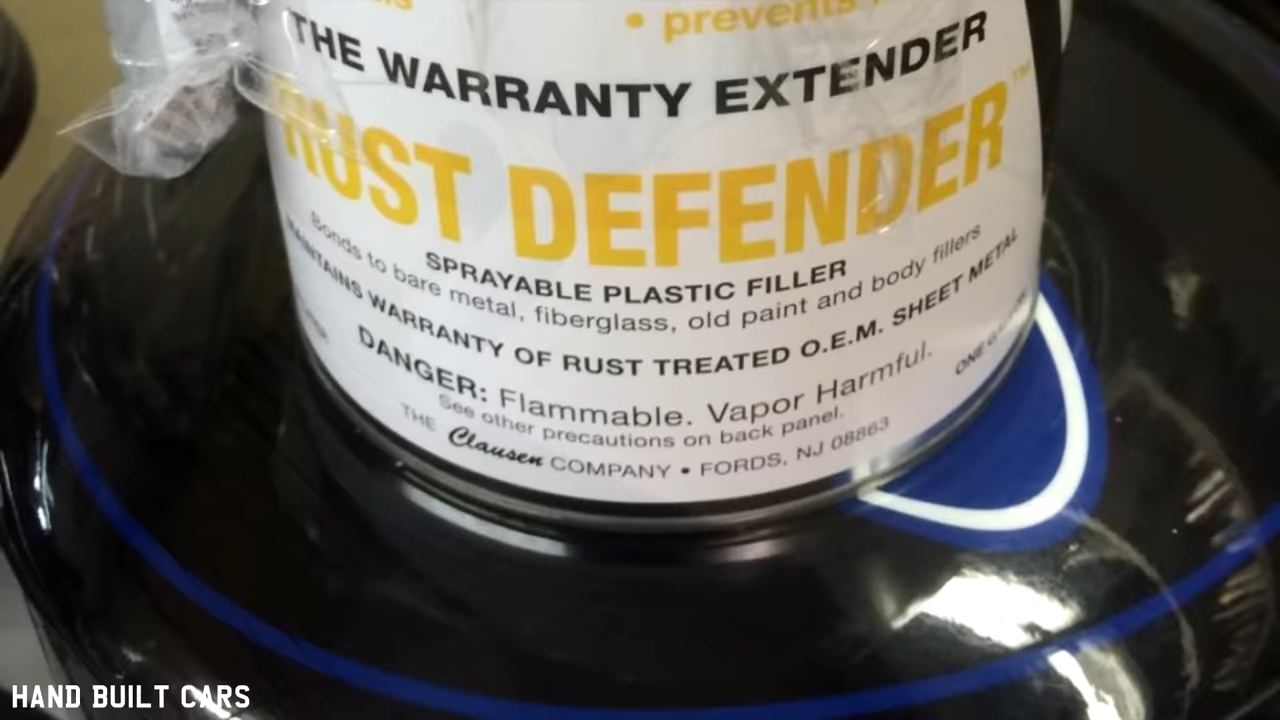 • prevents
THE WARRANTY EXTENDER
RUST DEFENDER™
SPRAYABLE PLASTIC FILLER
Bonds to bare metal, fiberglass, old paint and body fillers
MAINTAINS WARRANTY OF RUST TREATED O.E.M. SHEET METAL
DANGER: Flammable. Vapor Harmful.
See other precautions on back panel.
ONE
THE Clausen COMPANY • FORDS, NJ 08863
HAND BUILT CARS